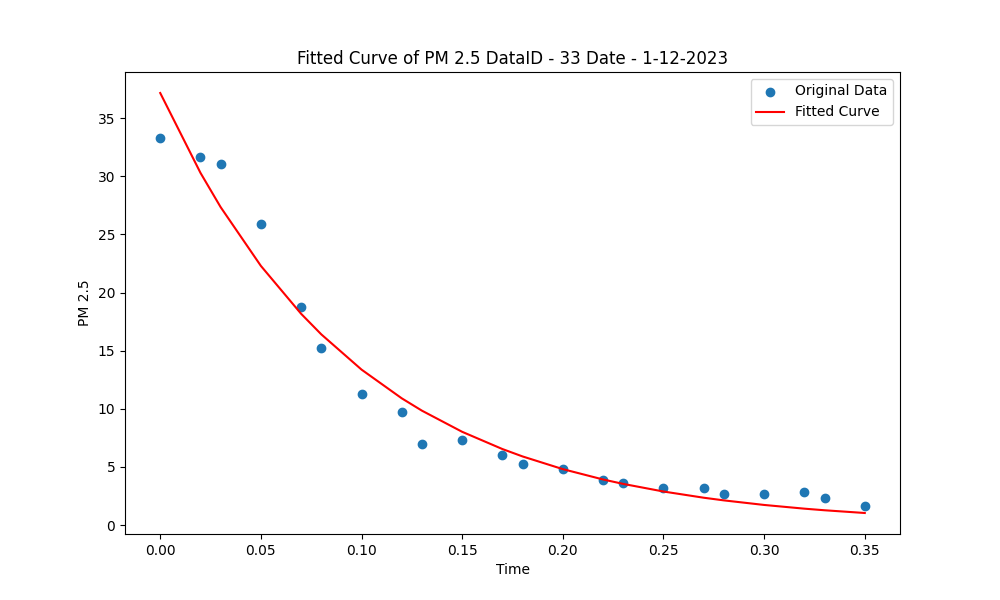 Fitted Curve of PM 2.5 DataID - 33 Date - 1-12-2023
Original Data
Fitted Curve
35
30
25
20
15
10
5
0
PM 2.5
0.00 0.05 0.10 0.15 0.20 0.25 0.30 0.35
Time